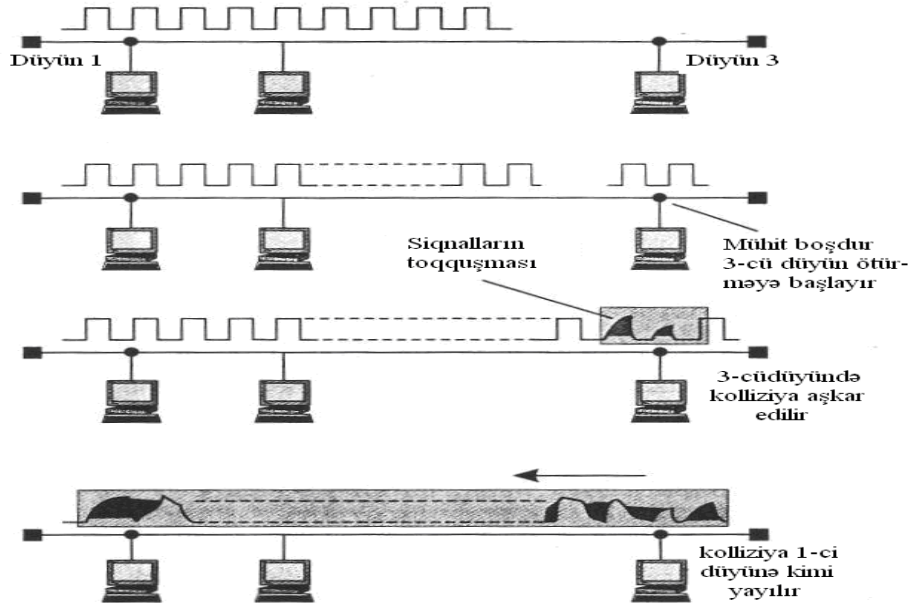 Düyün 1
Düyün 3
Siqnalların
toqquşması
Mühit boşdur
3-cü düyün ötür-
məyə başlayır
3-cüdüyündə
kolliziya aşkar
edilir
kolliziya 1-ci
düyünə kimi
yayılır